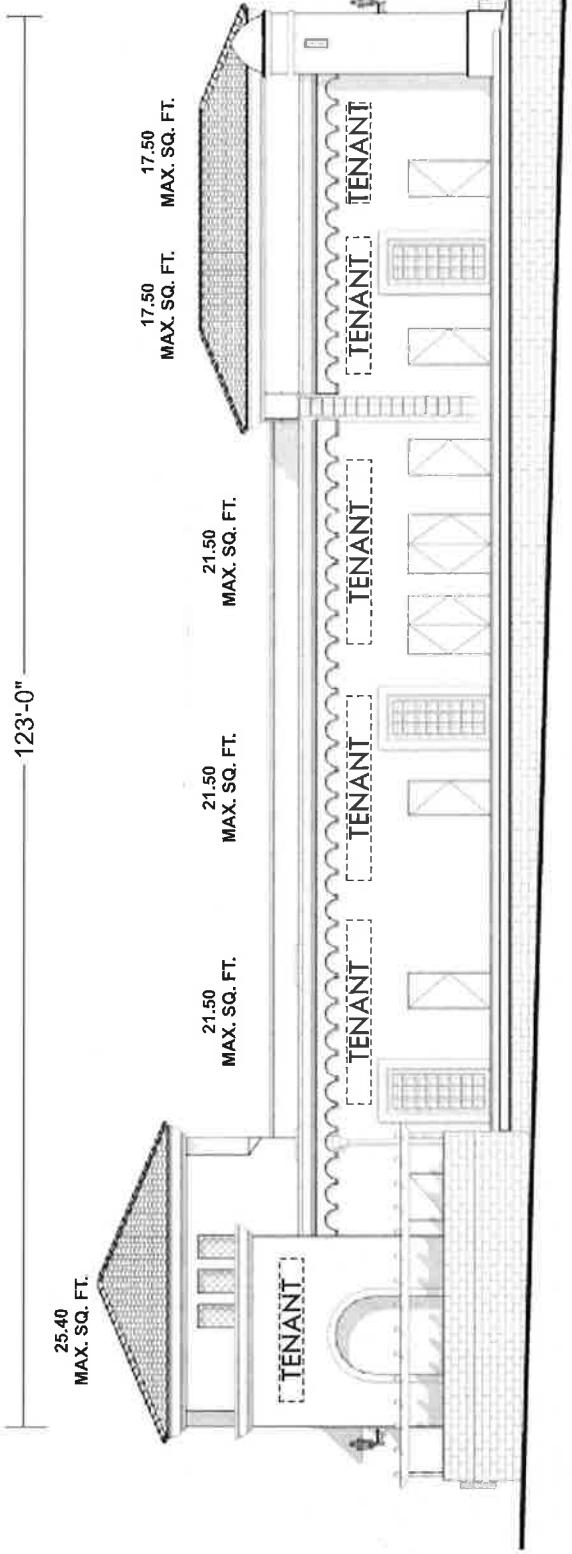 123'-0"
25.40
MAX. SQ. FT.
21.50
MAX. SQ. FT.
21.50
MAX. SQ. FT.
21.50
MAX. SQ. FT.
17.50
MAX. SQ. FT.
17.50
MAX. SQ. FT.
TENANT
TENANT
TENANT
TENANT
TENANT
TENANT